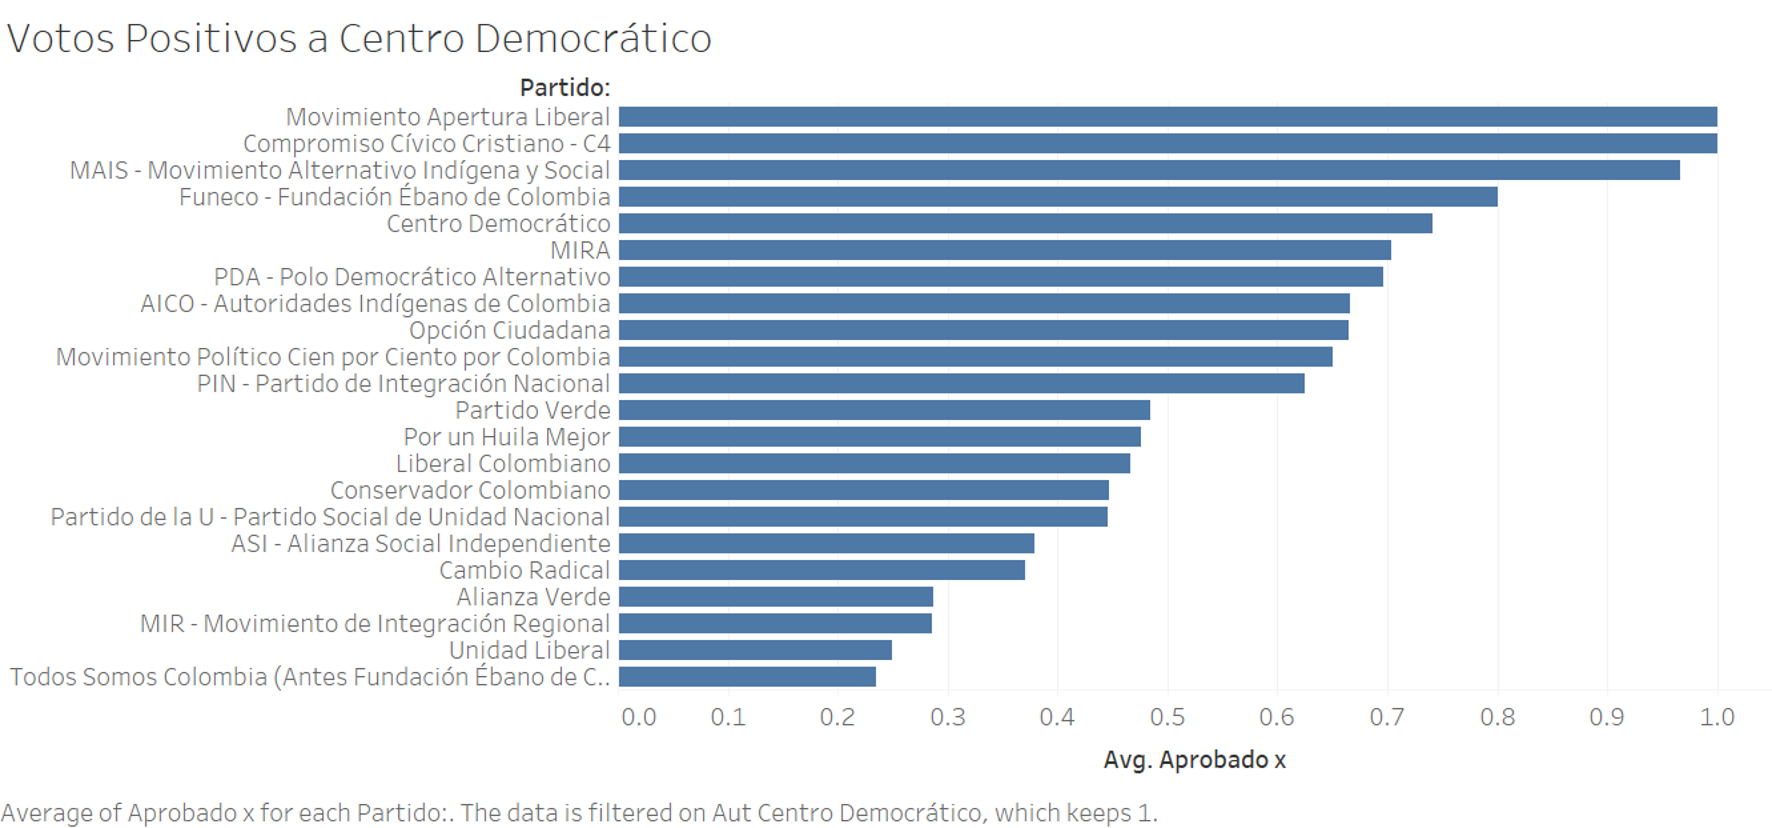 Votos Positivos a Centro Democrático
Partido:
Movimiento Apertura Liberal
Compromiso Cívico Cristiano - C4
MAIS - Movimiento Alternativo Indígena y Social
Funeco - Fundación Ébano de Colombia
Centro Democrático
MIRA
PDA - Polo Democrático Alternativo
AICO - Autoridades Indígenas de Colombia
Opción Ciudadana
Movimiento Político Cien por Ciento por Colombia
PIN - Partido de Integración Nacional
Partido Verde
Por un Huila Mejor
Liberal Colombiano
Conservador Colombiano
Partido de la U - Partido Social de Unidad Nacional
ASI - Alianza Social Independiente
Cambio Radical
Alianza Verde
MIR - Movimiento de Integración Regional
Unidad Liberal
Todos Somos Colombia (Antes Fundación Ébano de C..
0.0 0.1 0.2 0.3 0.4 0.5 0.6 0.7 0.8 0.9 1.0
Avg. Aprobado x
Average of Aprobado x for each Partido:. The data is filtered on Aut Centro Democrático, which keeps 1.